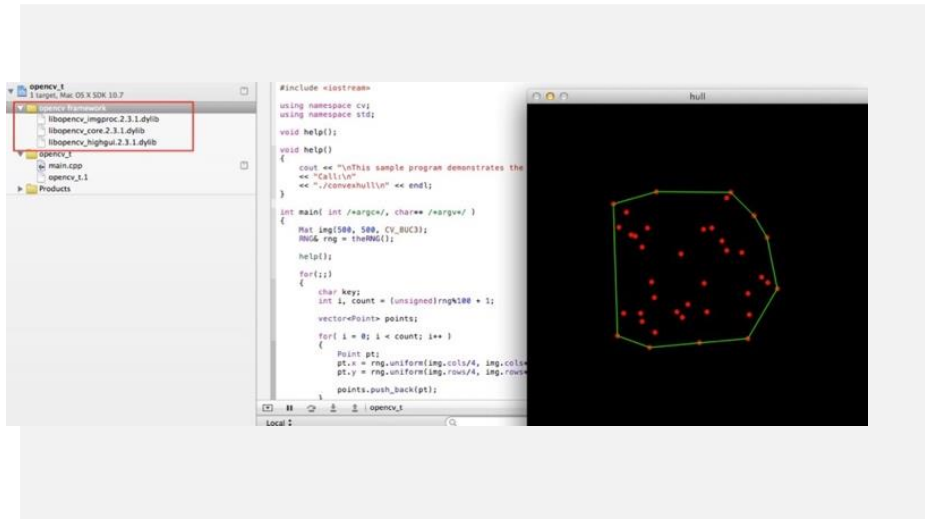 opencv_t
1 target, Mac OS X SDK 10.7
opencv framework
libopencv_imgproc.2.3.1.dylib
libopencv_core.2.3.1.dylib
libopencv_highgui.2.3.1.dylib
opencv_t
main.cpp
opencv_t.1
Products
#include <iostream>
using namespace cv;
using namespace std;
void help();
void help()
{
cout << "\nThis sample program demonstrates the
<< "Call:\n"
<< "./convexhull\n" << endl;
}
int main( int /*argc*/, char** /*argv*/ )
{
Mat img(500, 500, CV_8UC3);
RNG& rng = theRNG();
help();
for(;;)
{
char key;
int i, count = (unsigned)rng%100 + 1;
vector<Point> points;
for( i = 0; i < count; i++ )
{
Point pt;
pt.x = rng.uniform(img.cols/4, img.cols*
pt.y = rng.uniform(img.rows/4, img.rows*
points.push_back(pt);
}
opencv_t
Local
hull